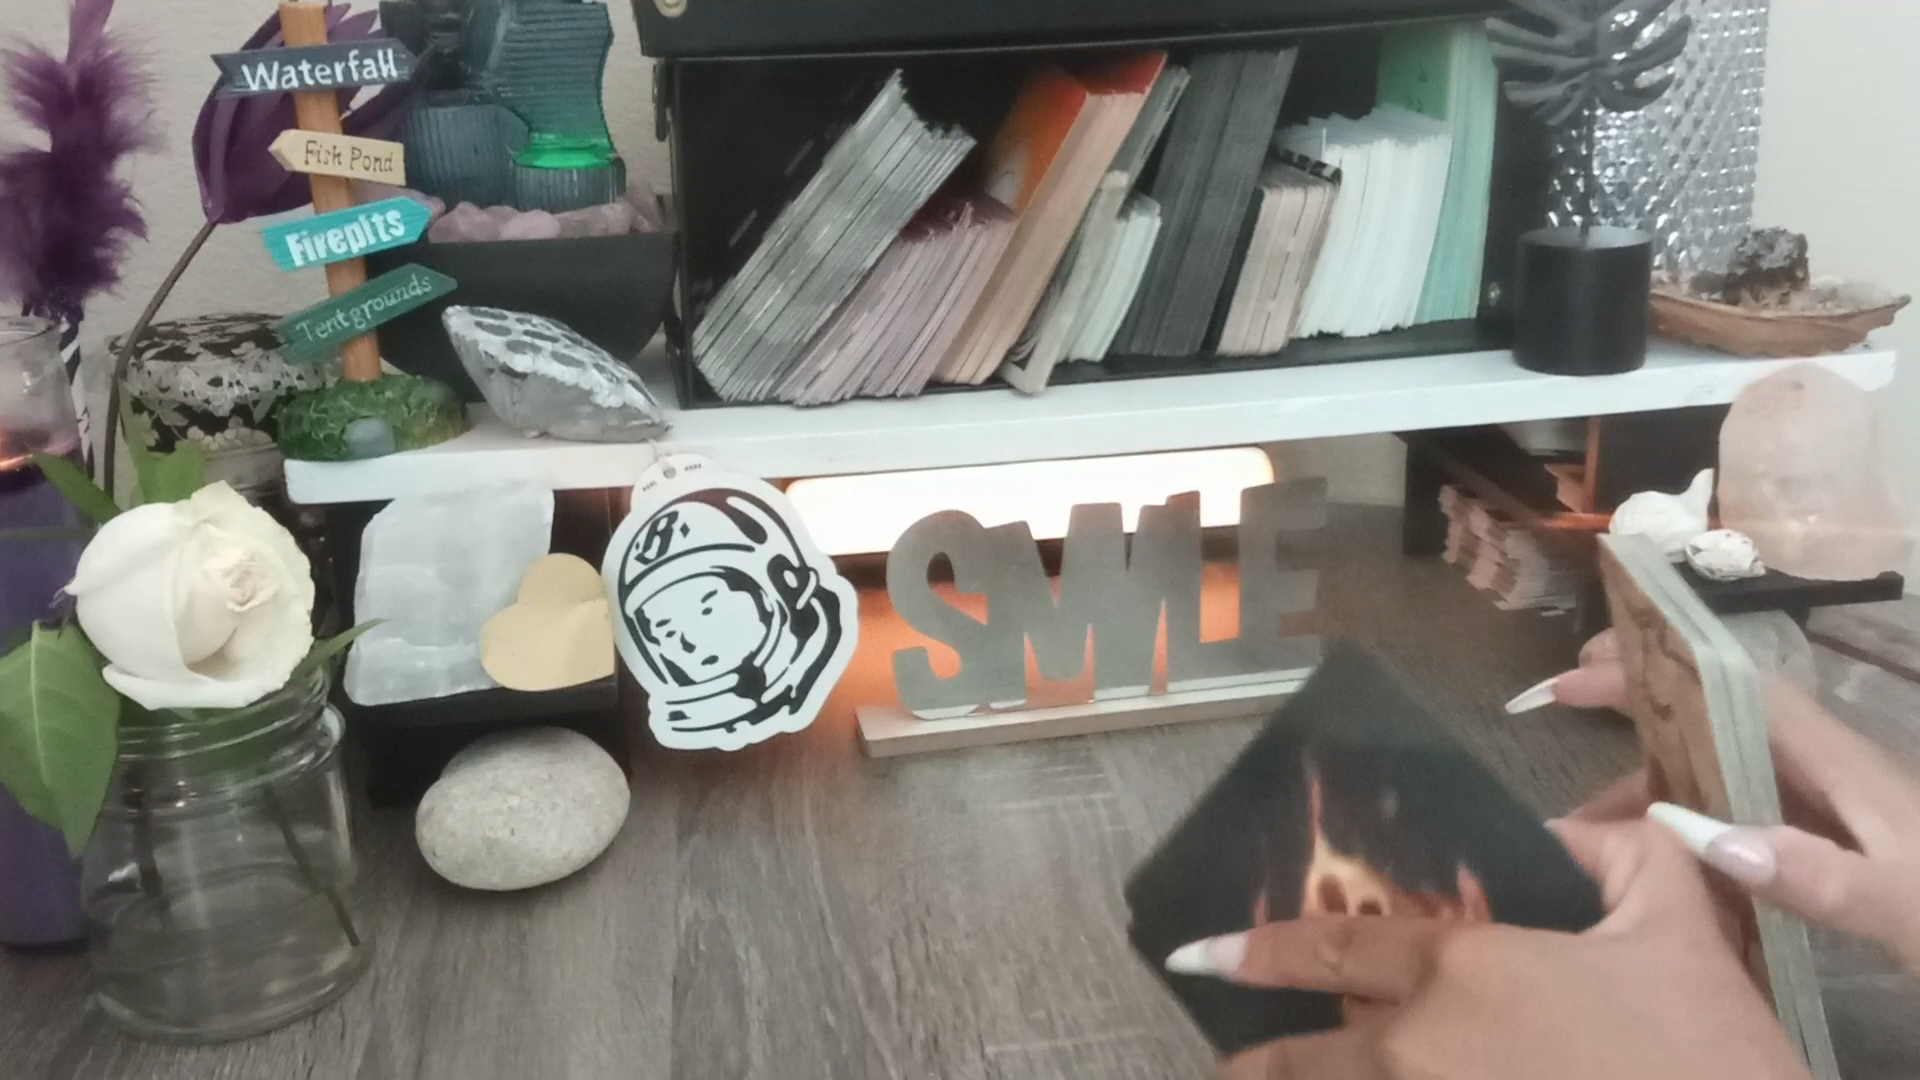 Waterfall
Fish Pond
Firepits
Tentgrounds
B
SMILE